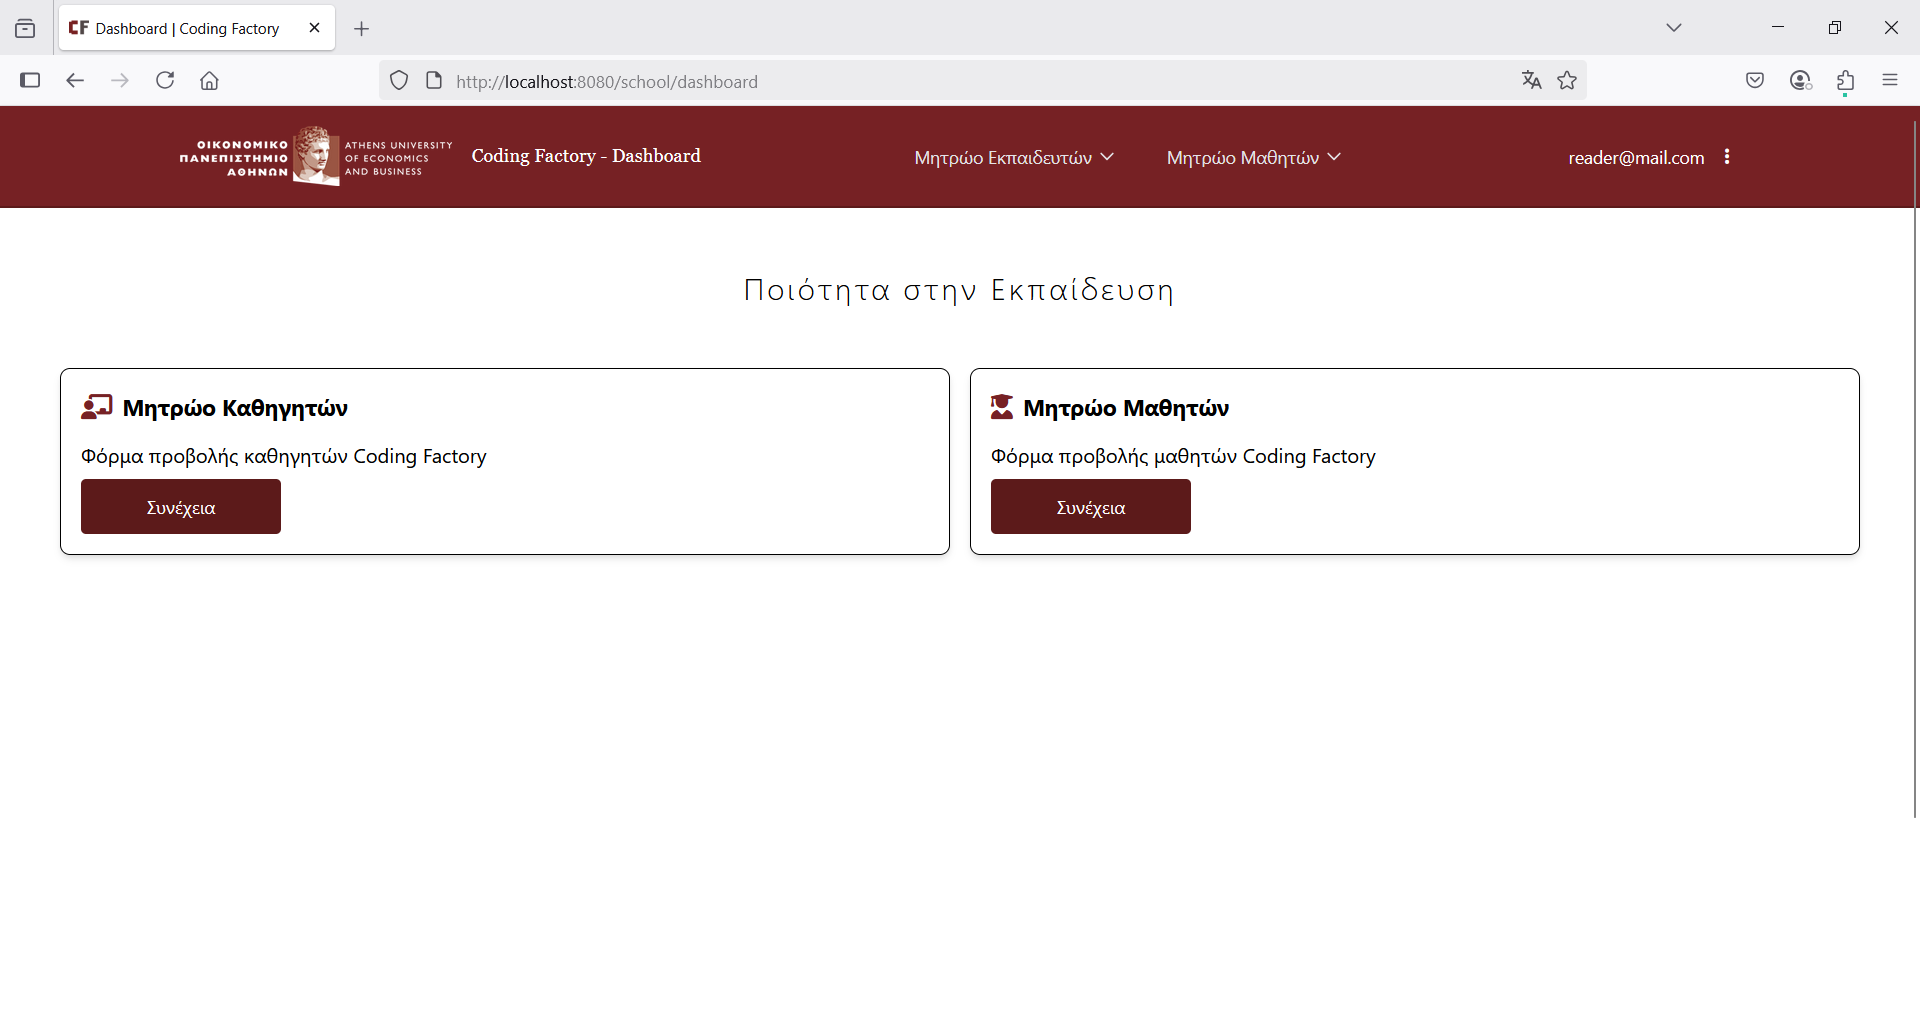 CF Dashboard | Coding Factory
http://localhost:8080/school/dashboard
ΟΙΚΟΝΟΜΙΚΟ
ΠΑΝΕΠΙΣΤΗΜΙΟ
ΑΘΗΝΩΝ
ATHENS UNIVERSITY
OF ECONOMICS
AND BUSINESS
Coding Factory - Dashboard
Μητρώο Εκπαιδευτών
Μητρώο Μαθητών
reader@mail.com
Ποιότητα στην Εκπαίδευση
Μητρώο Καθηγητών
Φόρμα προβολής καθηγητών Coding Factory
Συνέχεια
Μητρώο Μαθητών
Φόρμα προβολής μαθητών Coding Factory
Συνέχεια